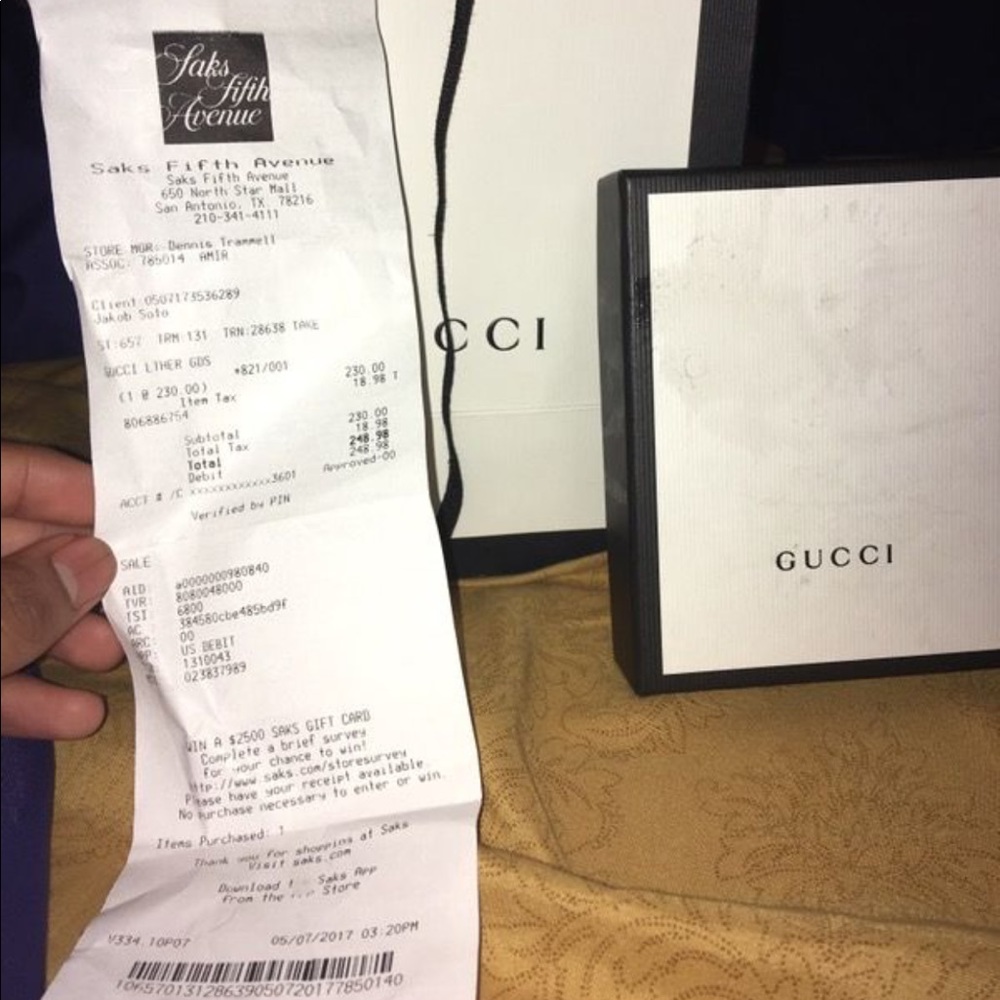 Saks
fifth
Avenue
Saks Fifth Avenue
Saks Fifth Avenue
650 North Star Mall
San Antonio, TX 78216
210-341-4111
STORE MGR: Dennis Trammell
ASSOC: 785014 AMIR
Client:0507173536289
Jakob Soto
ST:657 TRM:131 TRN:28638 TAKE
GUCCI LTHER GDS *821/001 230.00
(1 @ 230.00)
Item Tax 18.98 T
806886754
Subtotal 230.00
Total Tax 18.98
Total 248.98
Debit 248.98
ACCT # /C xxxxxxxxxxxx3601 Approved-00
Verified by PIN
SALE
AID: a0000000980840
TVR: 8080048000
TSI: 6800
AC: 384580cbe485bd9f
ARC: 00
US DEBIT
1310043
023837989
WIN A $2500 SAKS GIFT CARD
Complete a brief survey
for your chance to win!
http://www.saks.com/storesurvey
Please have your receipt available.
No purchase necessary to enter or win.
Items Purchased: 1
Thank you for shopping at Saks
Visit saks.com
Download Saks App
from the Store
V334.10P07 05/07/2017 03:20PM
1065701312863905072017785014​0
CCI
GUCCI